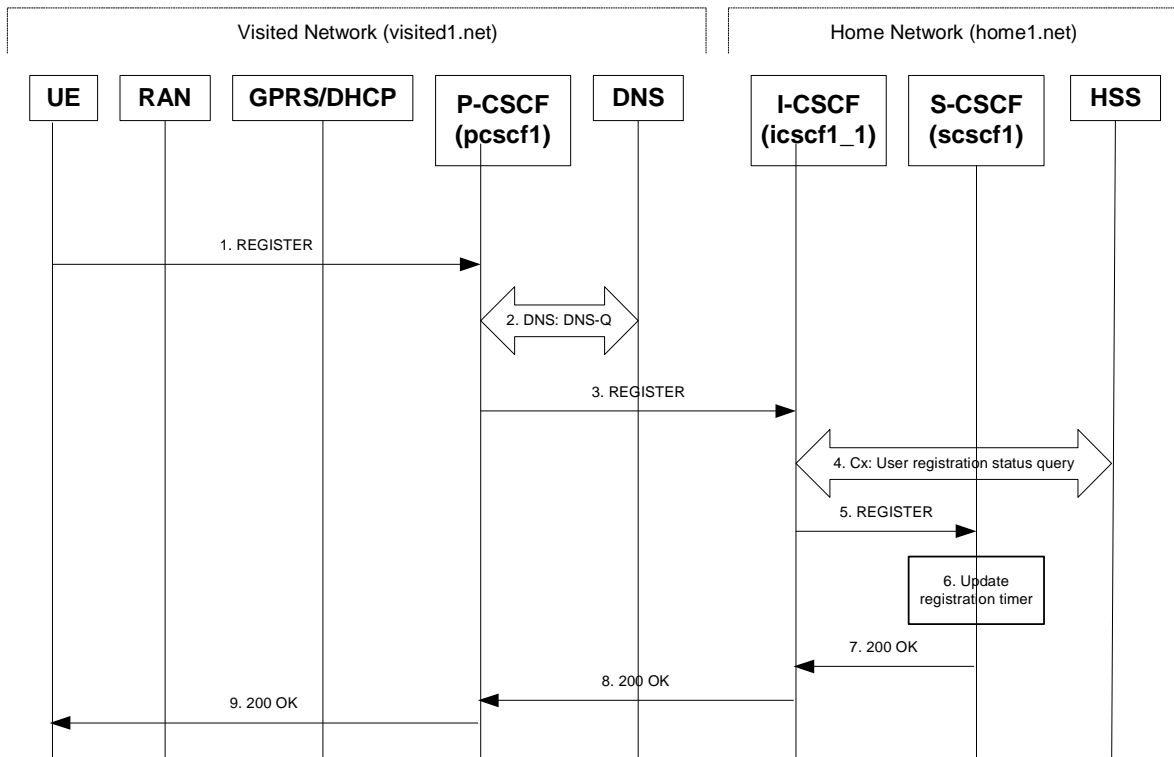 Visited Network (visited1.net)
Home Network (home1.net)
UE
RAN
GPRS/DHCP
P-CSCF
(pcscf1)
DNS
I-CSCF
(icscf1_1)
S-CSCF
(scscf1)
HSS
1. REGISTER
2. DNS: DNS-Q
3. REGISTER
4. Cx: User registration status query
5. REGISTER
6. Update
registration timer
7. 200 OK
8. 200 OK
9. 200 OK